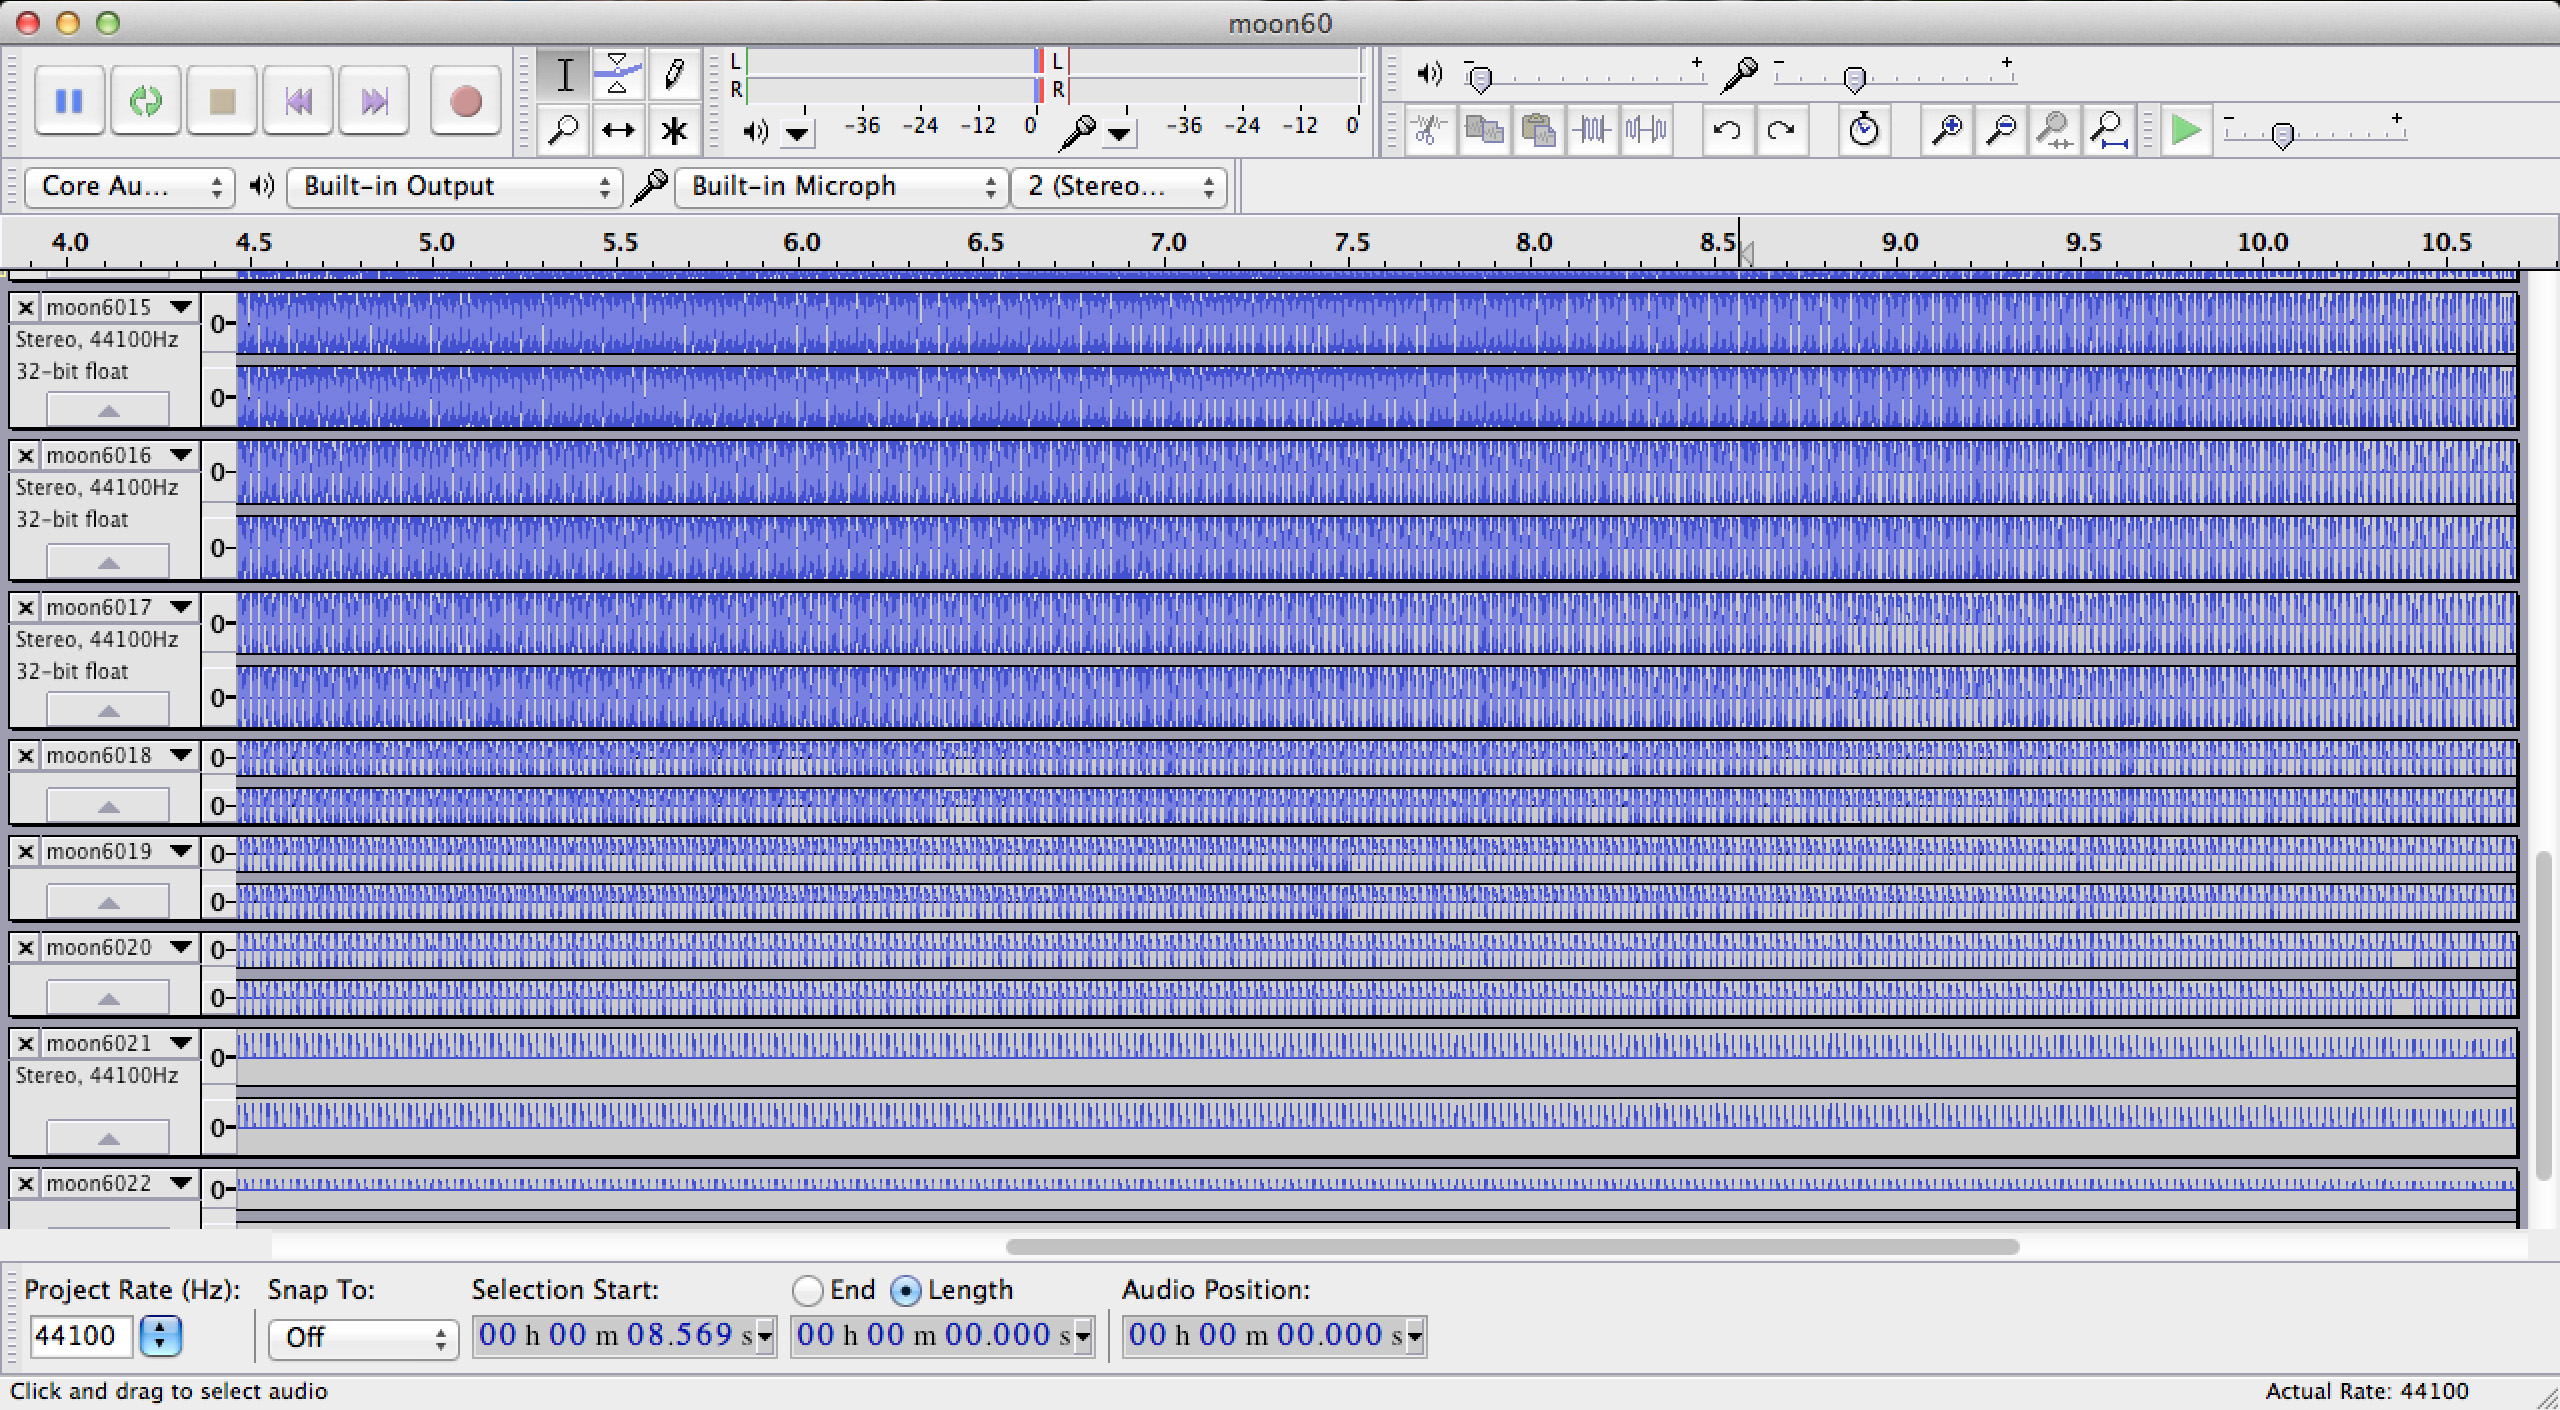 moon60
L
R
-36 -24 -12 0
L
R
-36 -24 -12 0
Core Au... Built-in Output Built-in Microph 2 (Stereo...
4.0 4.5 5.0 5.5 6.0 6.5 7.0 7.5 8.0 8.5 9.0 9.5 10.0 10.5
moon6015
Stereo, 44100Hz
32-bit float
0-
0-
moon6016
Stereo, 44100Hz
32-bit float
0-
0-
moon6017
Stereo, 44100Hz
32-bit float
0-
0-
moon6018
0-
0-
moon6019
0-
0-
moon6020
0-
0-
moon6021
Stereo, 44100Hz
0-
0-
moon6022
0-
Project Rate (Hz): Snap To: Selection Start: End Length Audio Position:
44100 Off 00 h 00 m 08.569 s 00 h 00 m 00.000 s 00 h 00 m 00.000 s
Click and drag to select audio Actual Rate: 44100